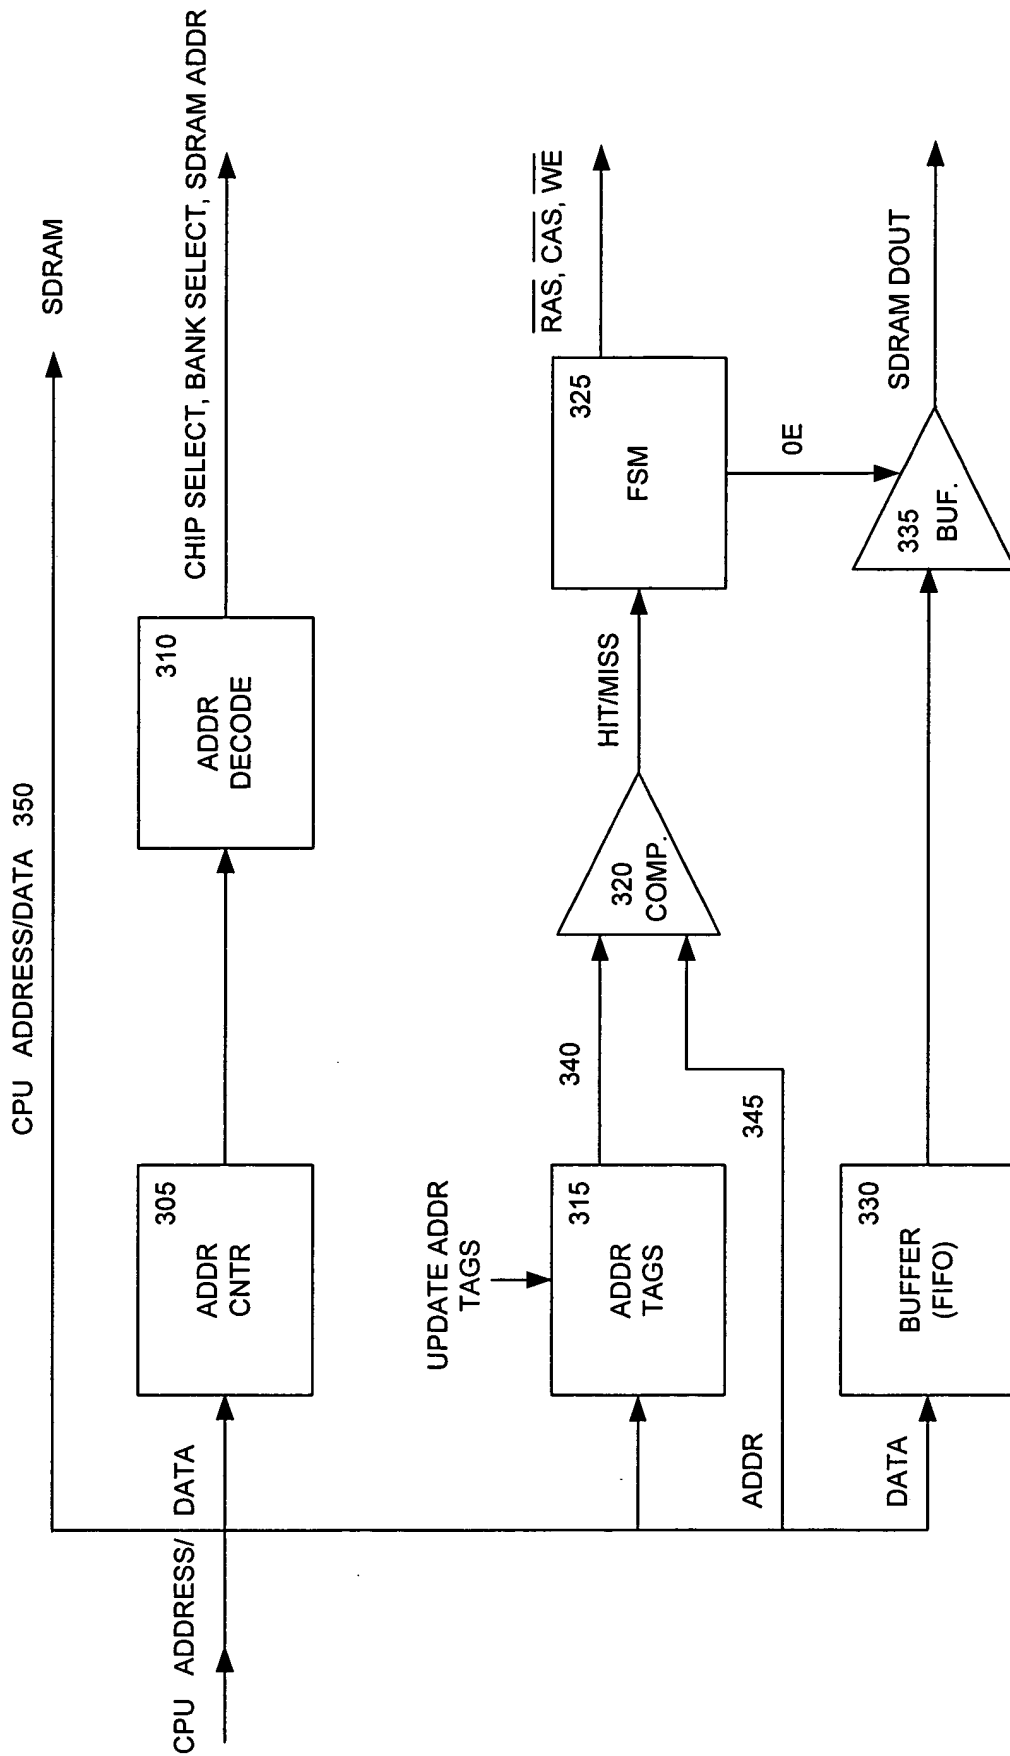 CPU ADDRESS/DATA 350
SDRAM
CPU ADDRESS/ DATA
305
ADDR
CNTR
310
ADDR
DECODE
CHIP SELECT, BANK SELECT, SDRAM ADDR
UPDATE ADDR
TAGS
315
ADDR
TAGS
340
345
ADDR
320
COMP.
HIT/MISS
325
FSM
RAS, CAS, WE
0E
DATA
330
BUFFER
(FIFO)
335
BUF.
SDRAM DOUT